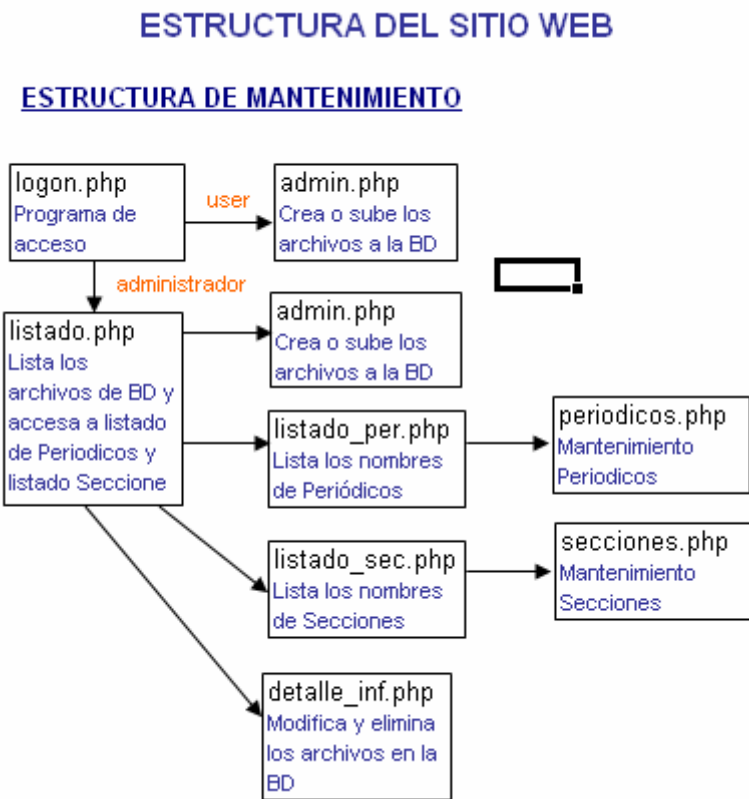 ESTRUCTURA DEL SITIO WEB
ESTRUCTURA DE MANTENIMIENTO
logon.php
Programa de
acceso
user
admin.php
Crea o sube los
archivos a la BD
administrador
listado.php
Lista los
archivos de BD y
accesa a listado
de Periodicos y
listado Seccione
admin.php
Crea o sube los
archivos a la BD
listado_per.php
Lista los nombres
de Periódicos
periodicos.php
Mantenimiento
Periodicos
listado_sec.php
Lista los nombres
de Secciones
secciones.php
Mantenimiento
Secciones
detalle_inf.php
Modifica y elimina
los archivos en la
BD